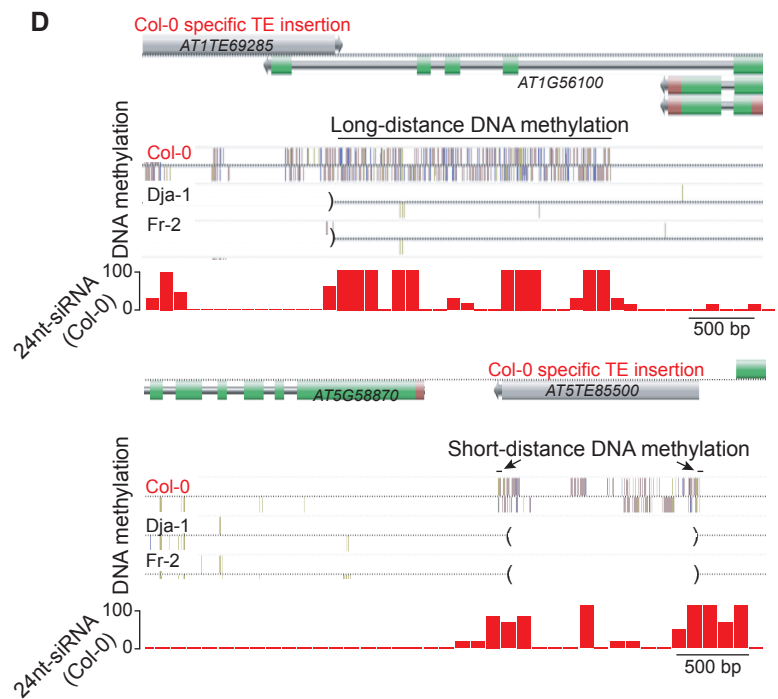 D
Col-0 specific TE insertion
AT1TE69285
AT1G56100
DNA methylation
Long-distance DNA methylation
Col-0
Dja-1
)
Fr-2
)
24nt-siRNA
(Col-0)
100
0
500 bp
Col-0 specific TE insertion
AT5G58870
AT5TE85500
DNA methylation
Short-distance DNA methylation
Col-0
Dja-1
( )
Fr-2
( )
24nt-siRNA
(Col-0)
100
0
500 bp